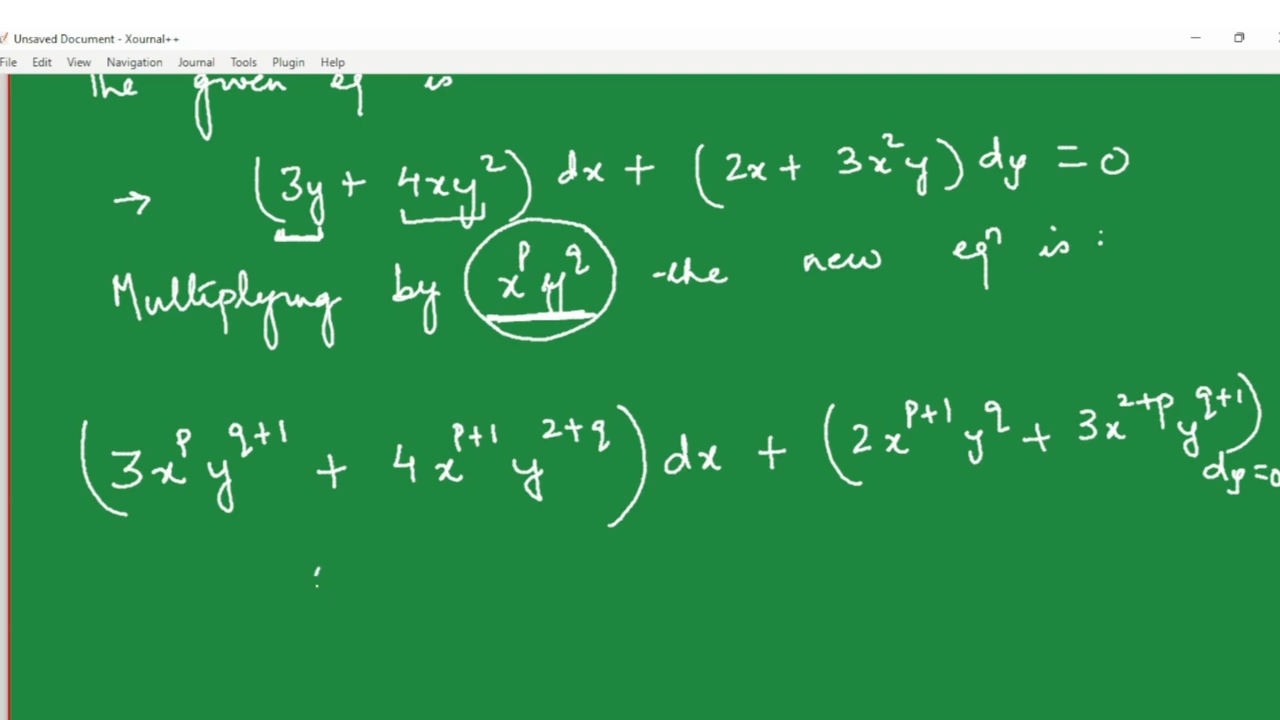 Unsaved Document - Xournal++
File Edit View Navigation Journal Tools Plugin Help
The given eq is
→ (3y + 4xy²) dx + (2x + 3x²y) dy = 0
Multiplying by x^p y^q the new eqⁿ is :
(3x^p y^{q+1} + 4x^{p+1} y^{2+q}) dx + (2x^{p+1} y^q + 3x^{2+p} y^{q+1})
dy = 0